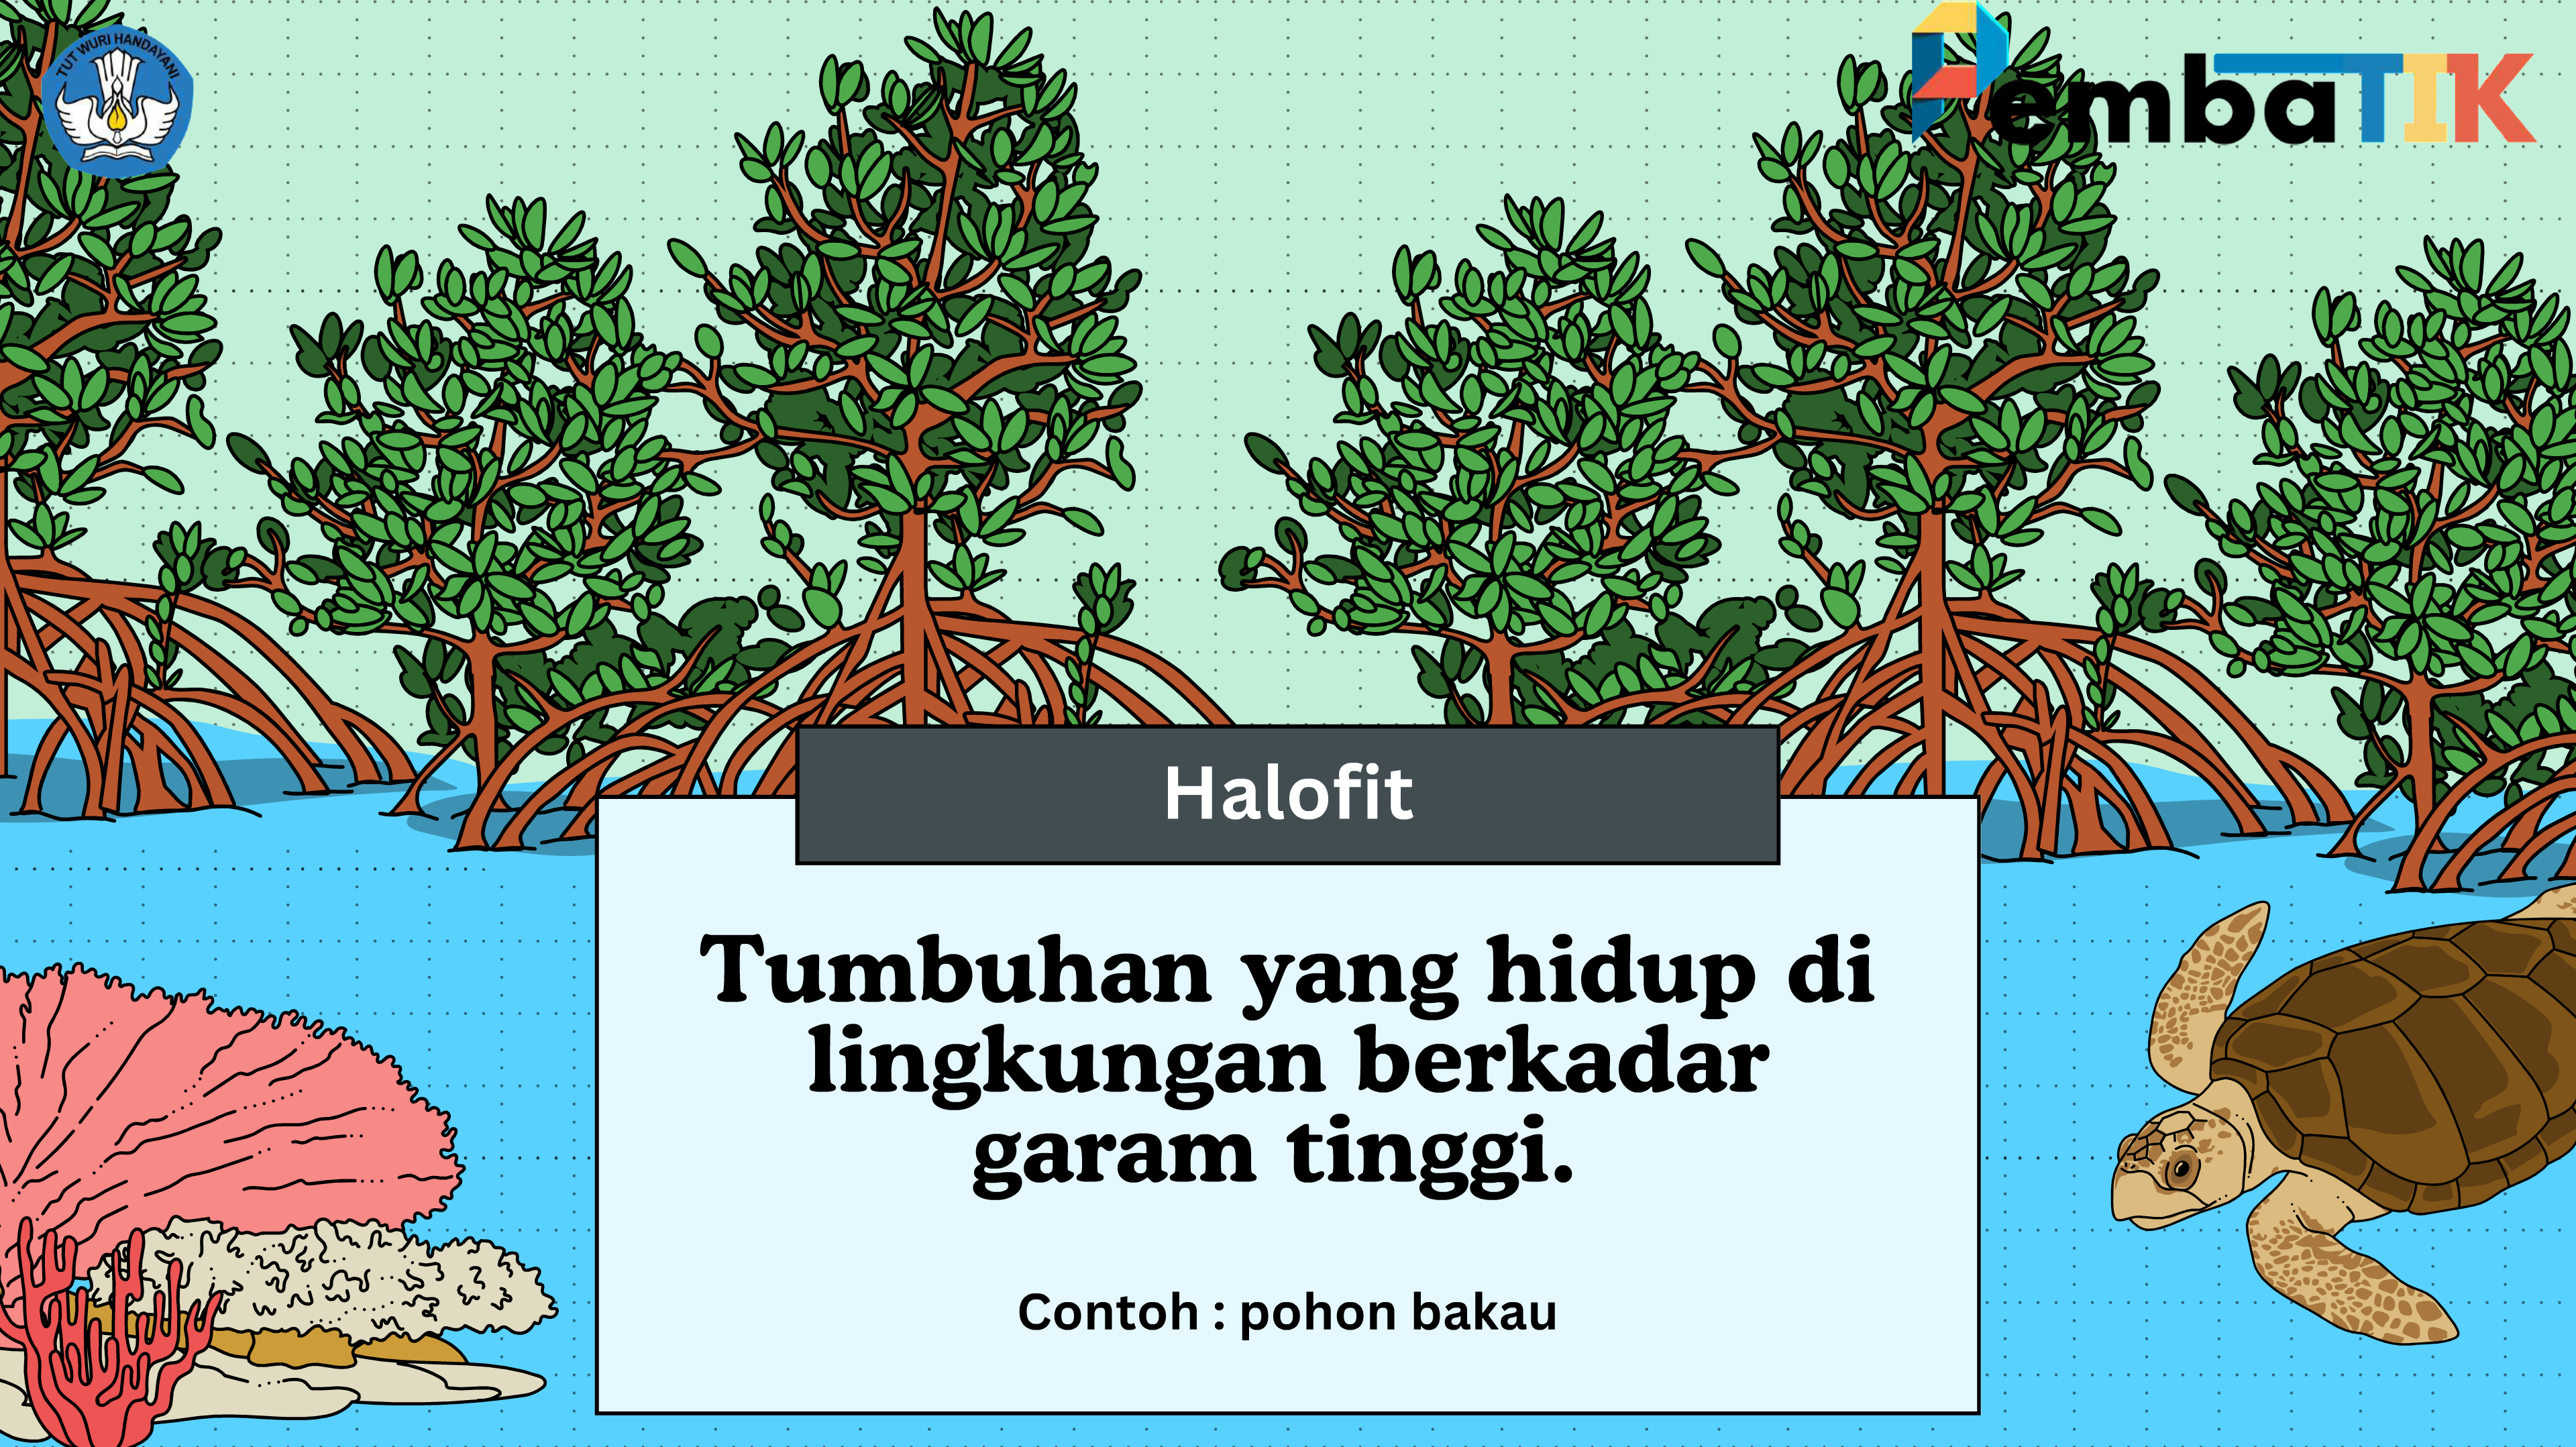 TUT WURI HANDAYANI
PembaTIK
Halofit
Tumbuhan yang hidup di
lingkungan berkadar
garam tinggi.
Contoh : pohon bakau